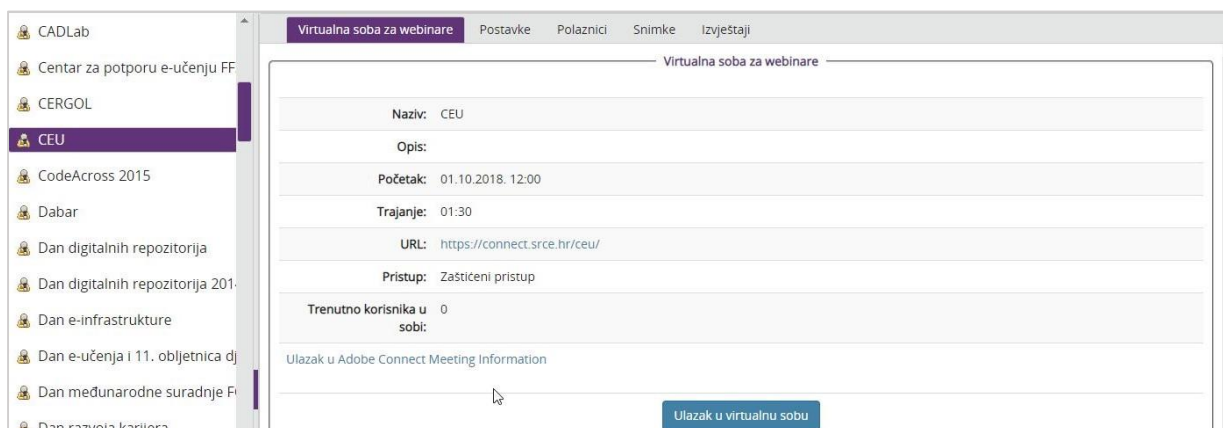 CADLab
Centar za potporu e-učenju FF
CERGOL
CEU
CodeAcross 2015
Dabar
Dan digitalnih repozitorija
Dan digitalnih repozitorija 201
Dan e-infrastrukture
Dan e-učenja i 11. obljetnica dj
Dan međunarodne suradnje F
Dan razvoja karijera
Virtualna soba za webinare Postavke Polaznici Snimke Izvještaji
Virtualna soba za webinare
Naziv: CEU
Opis:
Početak: 01.10.2018. 12:00
Trajanje: 01:30
URL: https://connect.srce.hr/ceu/
Pristup: Zaštićeni pristup
Trenutno korisnika u 0
sobi:
Ulazak u Adobe Connect Meeting Information
Ulazak u virtualnu sobu